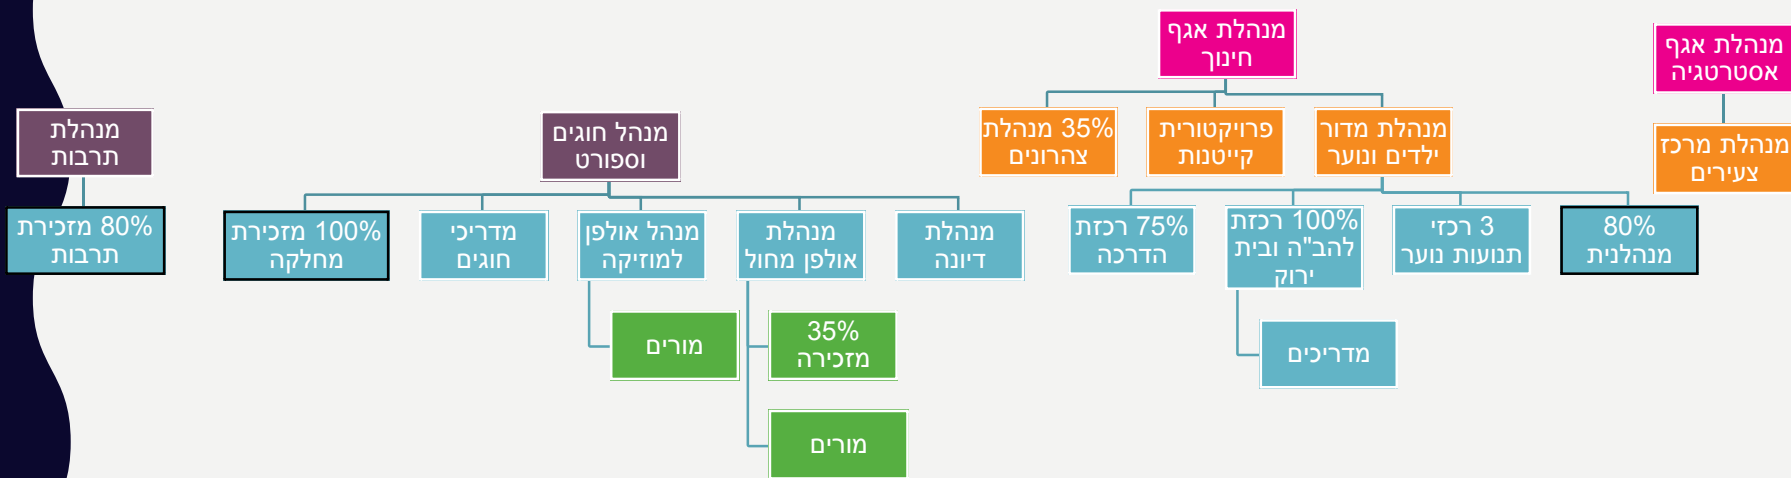 מנהלת אגף
אסטרטגיה
מנהלת מרכז
צעירים
מנהלת אגף
חינוך
מנהלת מדור
ילדים ונוער
פרויקטורית
קייטנות
35% מנהלת
צהרונים
80%
מנהלנית
3 רכזי
תנועות נוער
100% רכזת
להב"ה ובית
ירוק
75% רכזת
הדרכה
מדריכים
מנהל חוגים
וספורט
מנהלת
דיונה
מנהלת
אולפן מחול
מנהל אולפן
למוזיקה
מדריכי
חוגים
100% מזכירת
מחלקה
35%
מזכירה
מורים
מורים
מנהלת
תרבות
80% מזכירת
תרבות